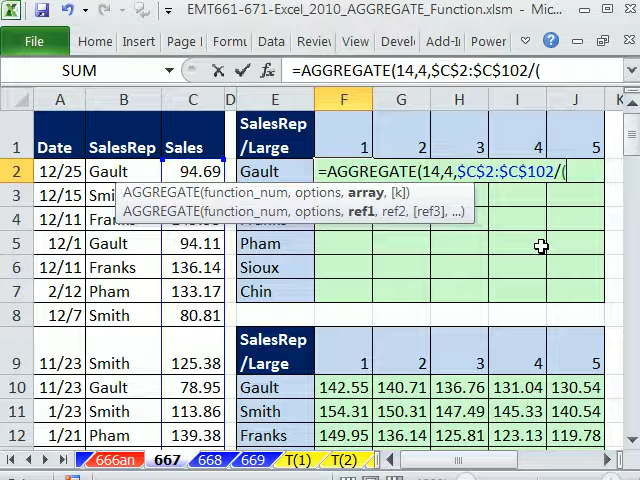 EMT661-671-Excel_2010_AGGREGATE_Function.xlsm - Mic...
File Home Insert Page Form Data Revie View Deve Add-
SUM =AGGREGATE(14,4,$C$2:$C$102/(
A B C D E F G H I J K
1 Date SalesRep Sales SalesRep /Large 1 2 3 4 5
2 12/25 Gault 94.69 Gault =AGGREGATE(14,4,$C$2:$C$102/(
3 12/15
AGGREGATE(function_num, options, array, [k])
4 12/11
AGGREGATE(function_num, options, ref1, ref2, [ref3], ...)
5 12/1 Gault 94.11 Pham
6 12/11 Franks 136.14 Sioux
7 2/12 Pham 133.17 Chin
8 12/7 Smith 80.81
9 11/23 Smith 125.38 SalesRep /Large 1 2 3 4 5
10 11/23 Gault 78.95 Gault 142.55 140.71 136.76 131.04 130.54
11 11/23 Smith 113.86 Smith 154.31 150.31 147.49 145.33 140.54
12 1/21 Pham 139.38 Franks 149.95 136.14 125.81 123.13 119.78
666an 667 668 669 T(1) T(2)